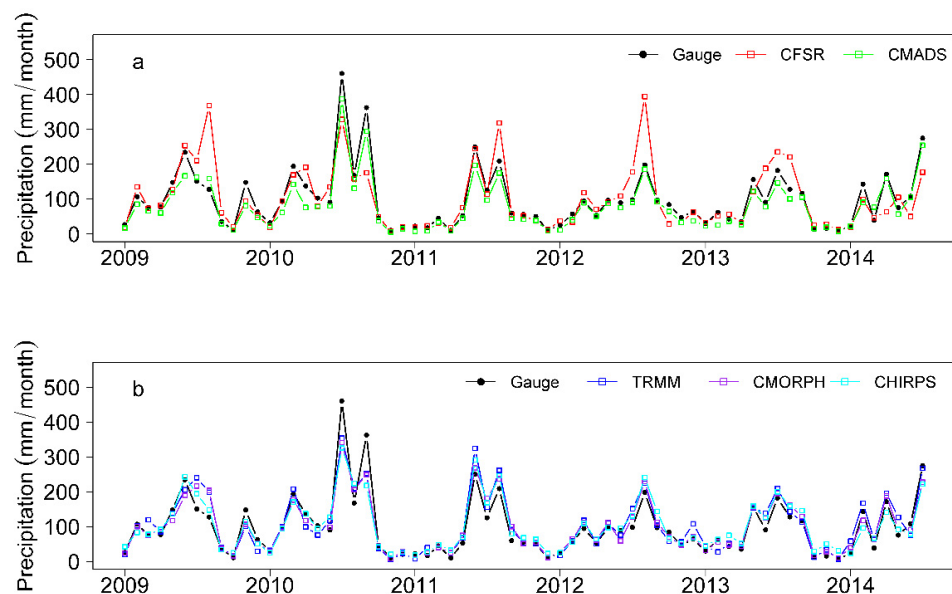 a
Gauge CFSR CMADS
Precipitation (mm/month)
500
400
300
200
100
0
2009 2010 2011 2012 2013 2014
b
Gauge TRMM CMORPH CHIRPS
Precipitation (mm/month)
500
400
300
200
100
0
2009 2010 2011 2012 2013 2014